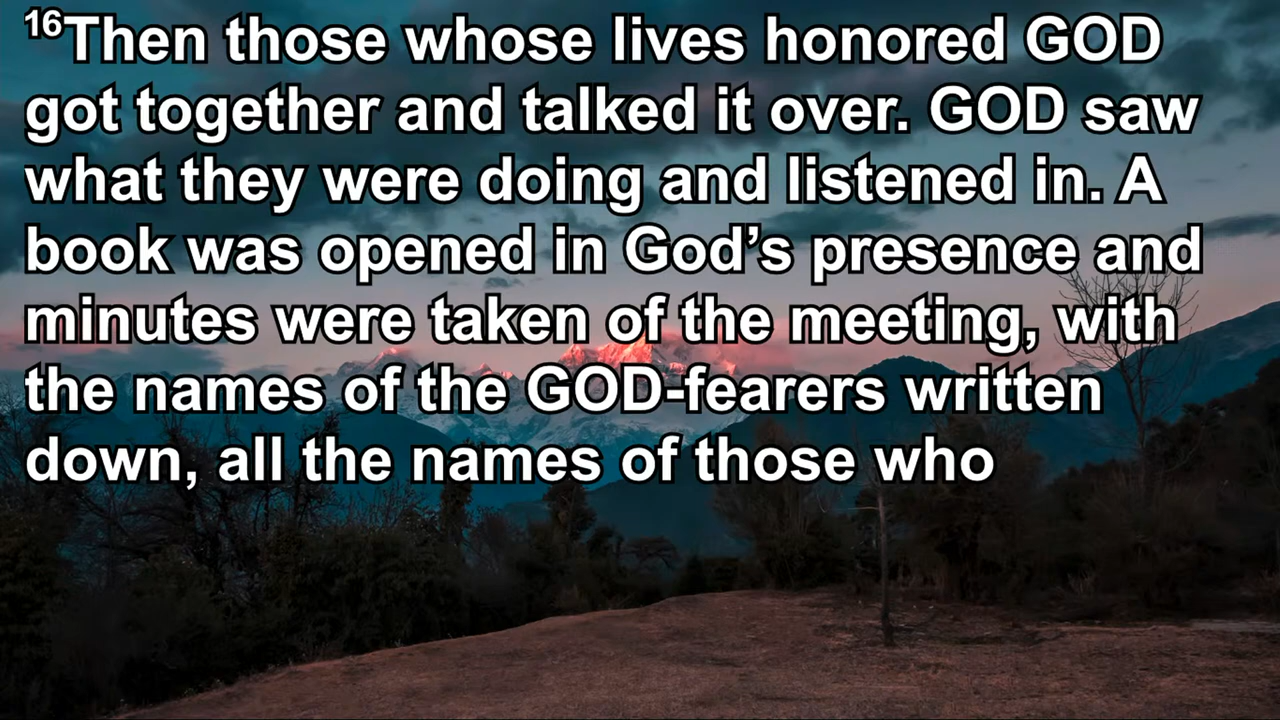 16Then those whose lives honored GOD
got together and talked it over. GOD saw
what they were doing and listened in. A
book was opened in God’s presence and
minutes were taken of the meeting, with
the names of the GOD-fearers written
down, all the names of those who